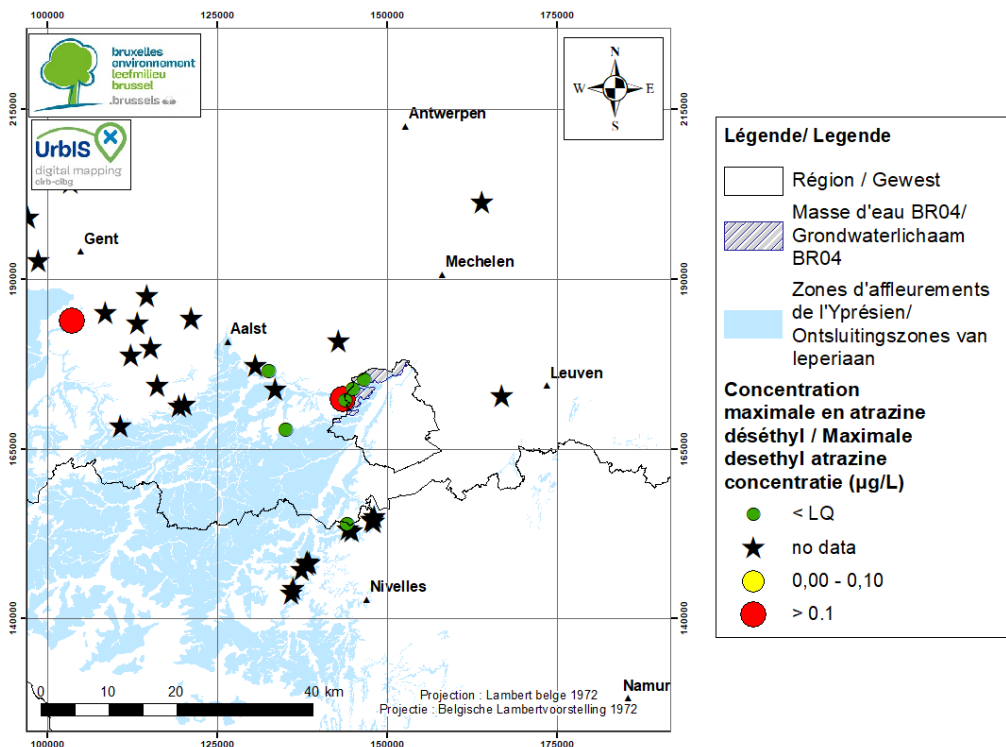 100000 125000 150000 175000
bruxelles
environnement
leefmilieu
brussel
.brussels
UrbIS
digital mapping
cirb-cibg
N
W E
S
215000 215000
Antwerpen
Gent
Mechelen
190000 190000
Aalst
Leuven
165000 165000
Nivelles
140000 140000
Namur
0 10 20 40 km
Projection : Lambert belge 1972
Projectie : Belgische Lambertvoorstelling 1972
100000 125000 150000 175000
Légende/ Legende
Région / Gewest
Masse d'eau BR04/
Grondwaterlichaam
BR04
Zones d'affleurements
de l'Yprésien/
Ontsluitingszones van
Ieperiaan
Concentration
maximale en atrazine
déséthyl / Maximale
desethyl atrazine
concentratie (µg/L)
< LQ
no data
0,00 - 0,10
> 0.1